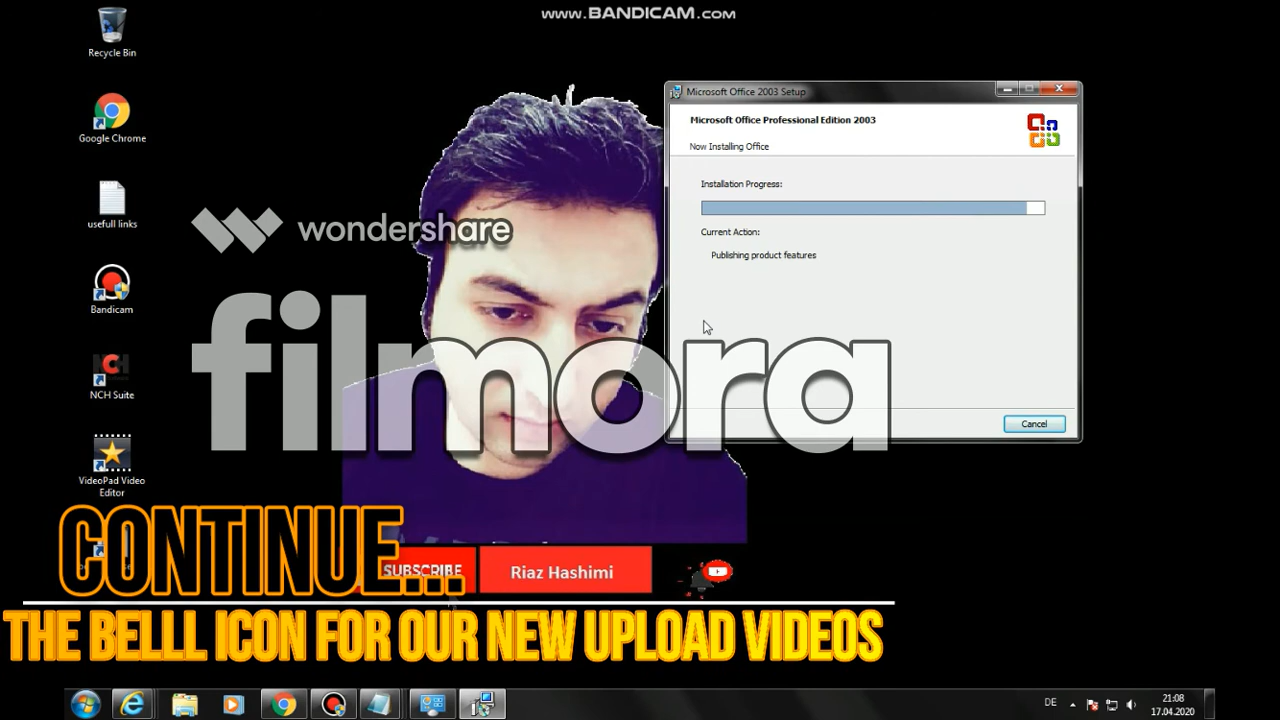 www.BANDICAM.com
Recycle Bin
Google Chrome
usefull links
Bandicam
NCH Suite
VideoPad Video
Editor
Microsoft Office 2003 Setup
Microsoft Office Professional Edition 2003
Now Installing Office
Installation Progress:
Current Action:
Publishing product features
Cancel
wondershare
filmora
CONTINUE...
SUBSCRIBE
Riaz Hashimi
THE BELLL ICON FOR OUR NEW UPLOAD VIDEOS
DE
21:08
17.04.2020